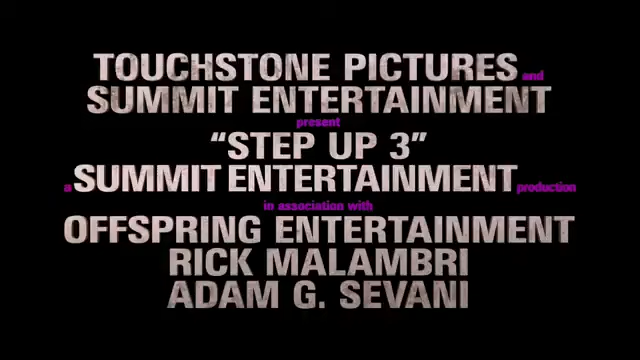 TOUCHSTONE PICTURES and
SUMMIT ENTERTAINMENT
present
“STEP UP 3”
a SUMMIT ENTERTAINMENT production
in association with
OFFSPRING ENTERTAINMENT
RICK MALAMBRI
ADAM G. SEVANI